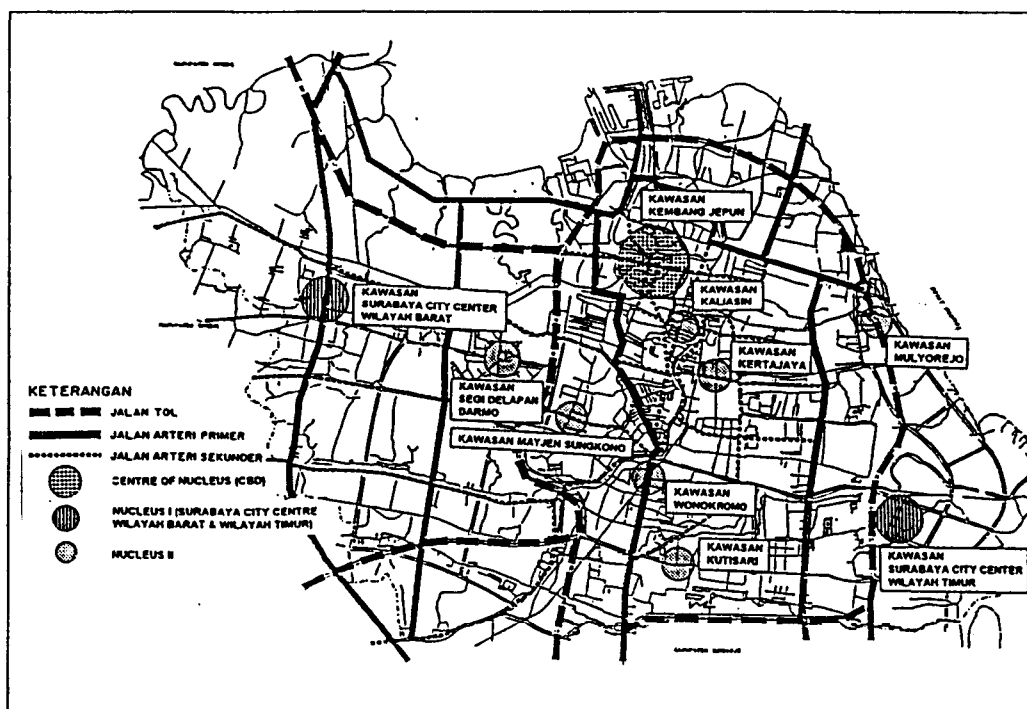 KAWASAN
KEMBANG JEPUN
KAWASAN
KALIASIN
KAWASAN
SURABAYA CITY CENTER
WILAYAH BARAT
KAWASAN
MULYOREJO
KAWASAN
KERTAJAYA
KAWASAN
SEGI DELAPAN
DARMO
KAWASAN MAYJEN SUNGKONO
KAWASAN
WONOKROMO
KAWASAN
KUTISARI
KAWASAN
SURABAYA CITY CENTER
WILAYAH TIMUR
KETERANGAN
JALAN TOL
JALAN ARTERI PRIMER
JALAN ARTERI SEKUNDER
CENTRE OF NUCLEUS (CBD)
NUCLEUS I (SURABAYA CITY CENTRE
WILAYAH BARAT & WILAYAH TIMUR)
NUCLEUS II